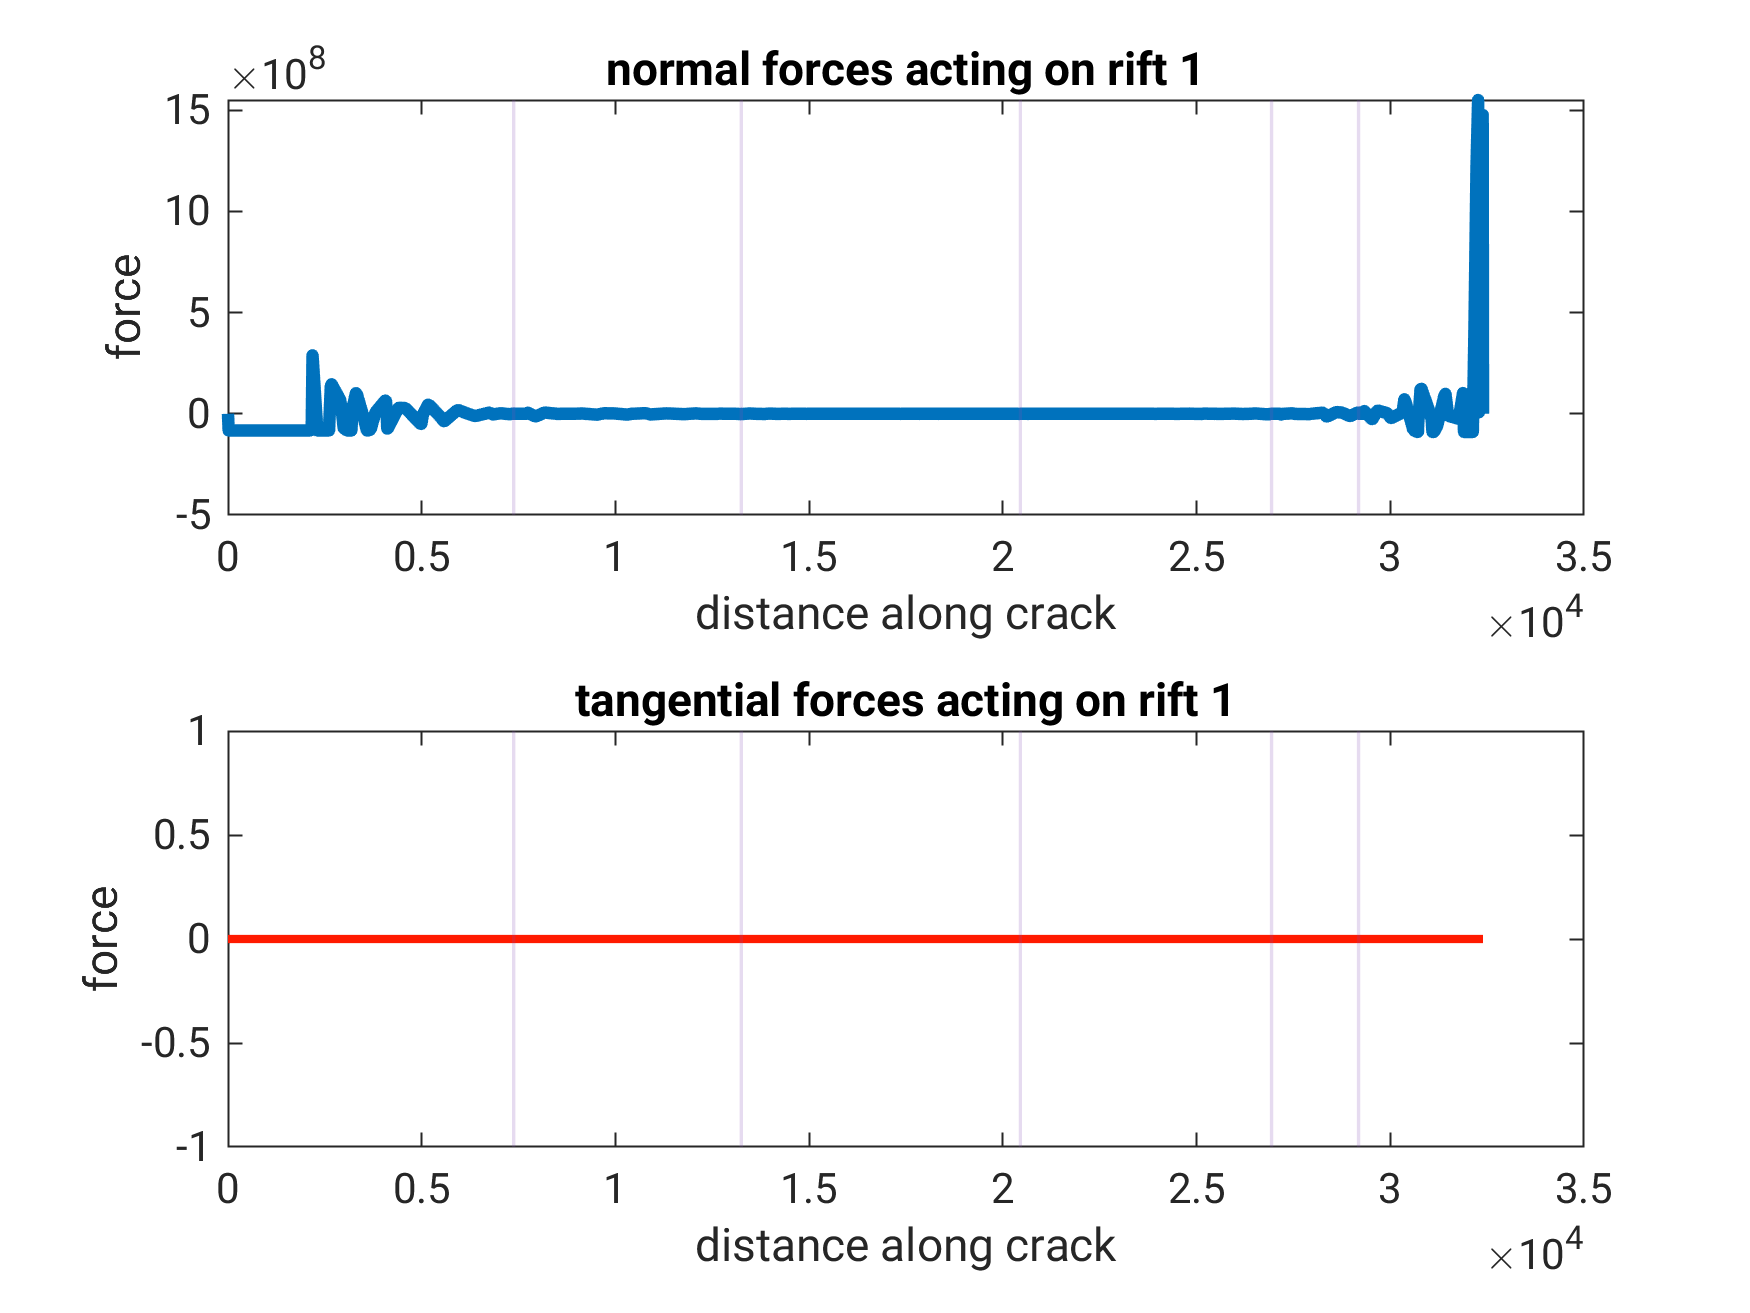 ×10^8
normal forces acting on rift 1
15
10
5
0
-5
force
0 0.5 1 1.5 2 2.5 3 3.5
distance along crack
×10^4
tangential forces acting on rift 1
1
0.5
0
-0.5
-1
force
0 0.5 1 1.5 2 2.5 3 3.5
distance along crack
×10^4